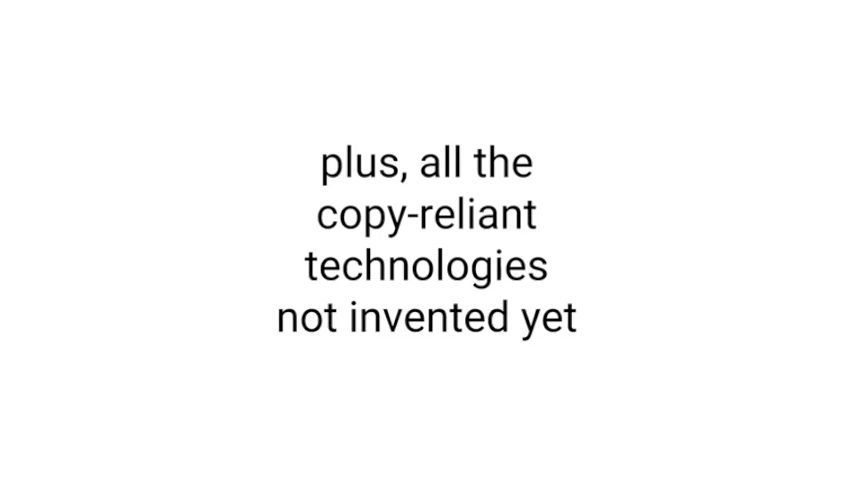 plus, all the
copy-reliant
technologies
not invented yet